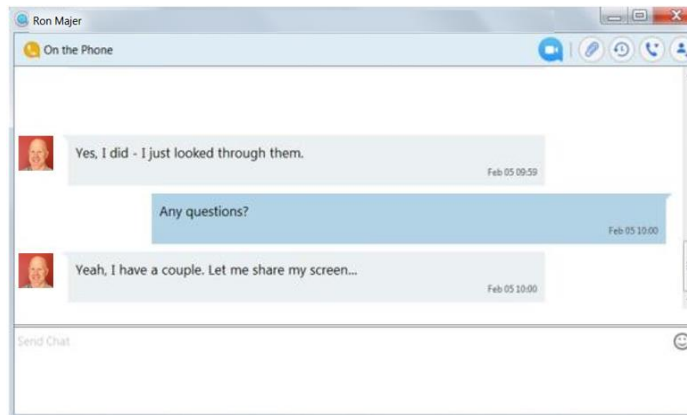 Ron Majer
On the Phone
Yes, I did - I just looked through them.
Feb 05 09:59
Any questions?
Feb 05 10:00
Yeah, I have a couple. Let me share my screen...
Feb 05 10:00
Send Chat